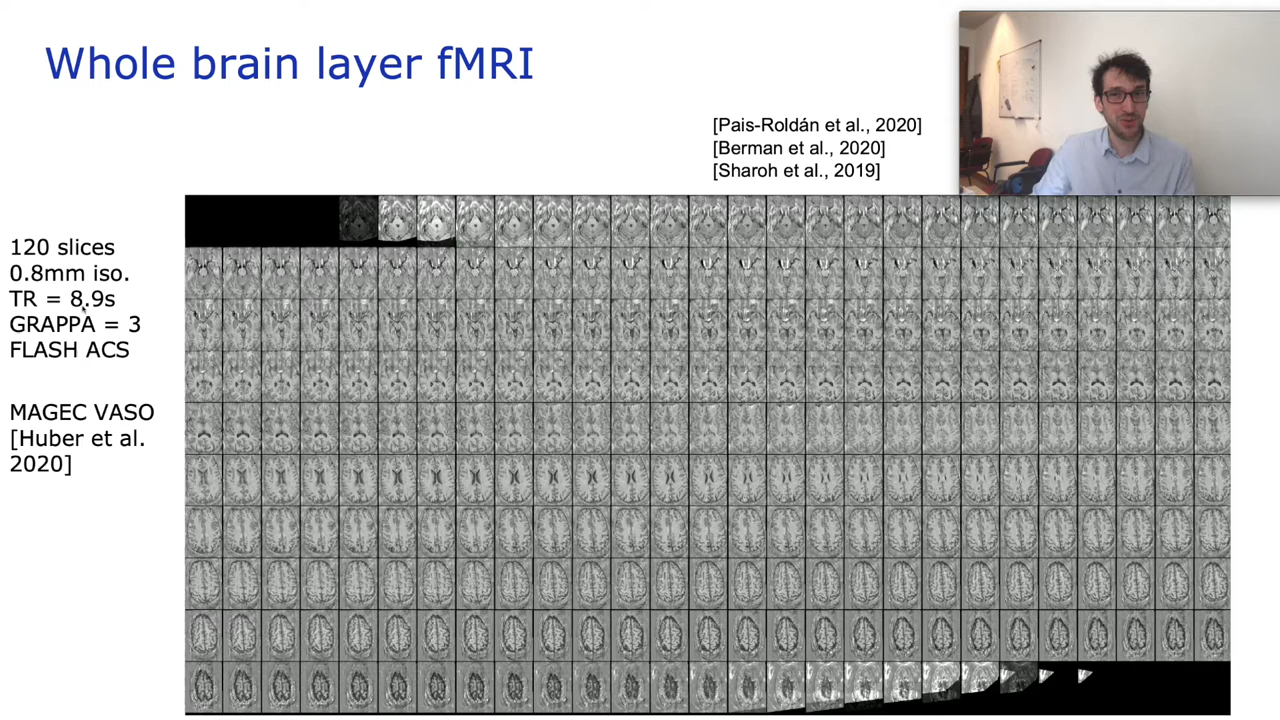 Whole brain layer fMRI
[Pais-Roldán et al., 2020]
[Berman et al., 2020]
[Sharoh et al., 2019]
120 slices
0.8mm iso.
TR = 8.9s
GRAPPA = 3
FLASH ACS
MAGEC VASO
[Huber et al.
2020]